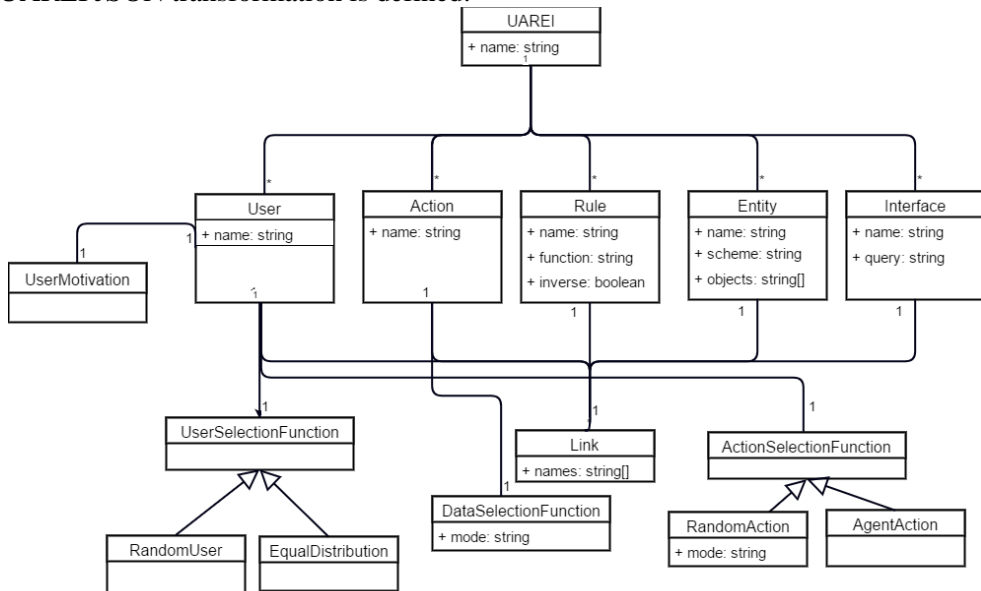 UAREI
+ name: string
1
* * * * *
User Action Rule Entity Interface
+ name: string + name: string + name: string + name: string + name: string
+ function: string + scheme: string + query: string
+ inverse: boolean + objects: string[]
1 1
UserMotivation
1 1 1 1 1
1 1 1 1
UserSelectionFunction Link ActionSelectionFunction
+ names: string[]
1
DataSelectionFunction
+ mode: string
RandomUser EqualDistribution RandomAction AgentAction
+ mode: string